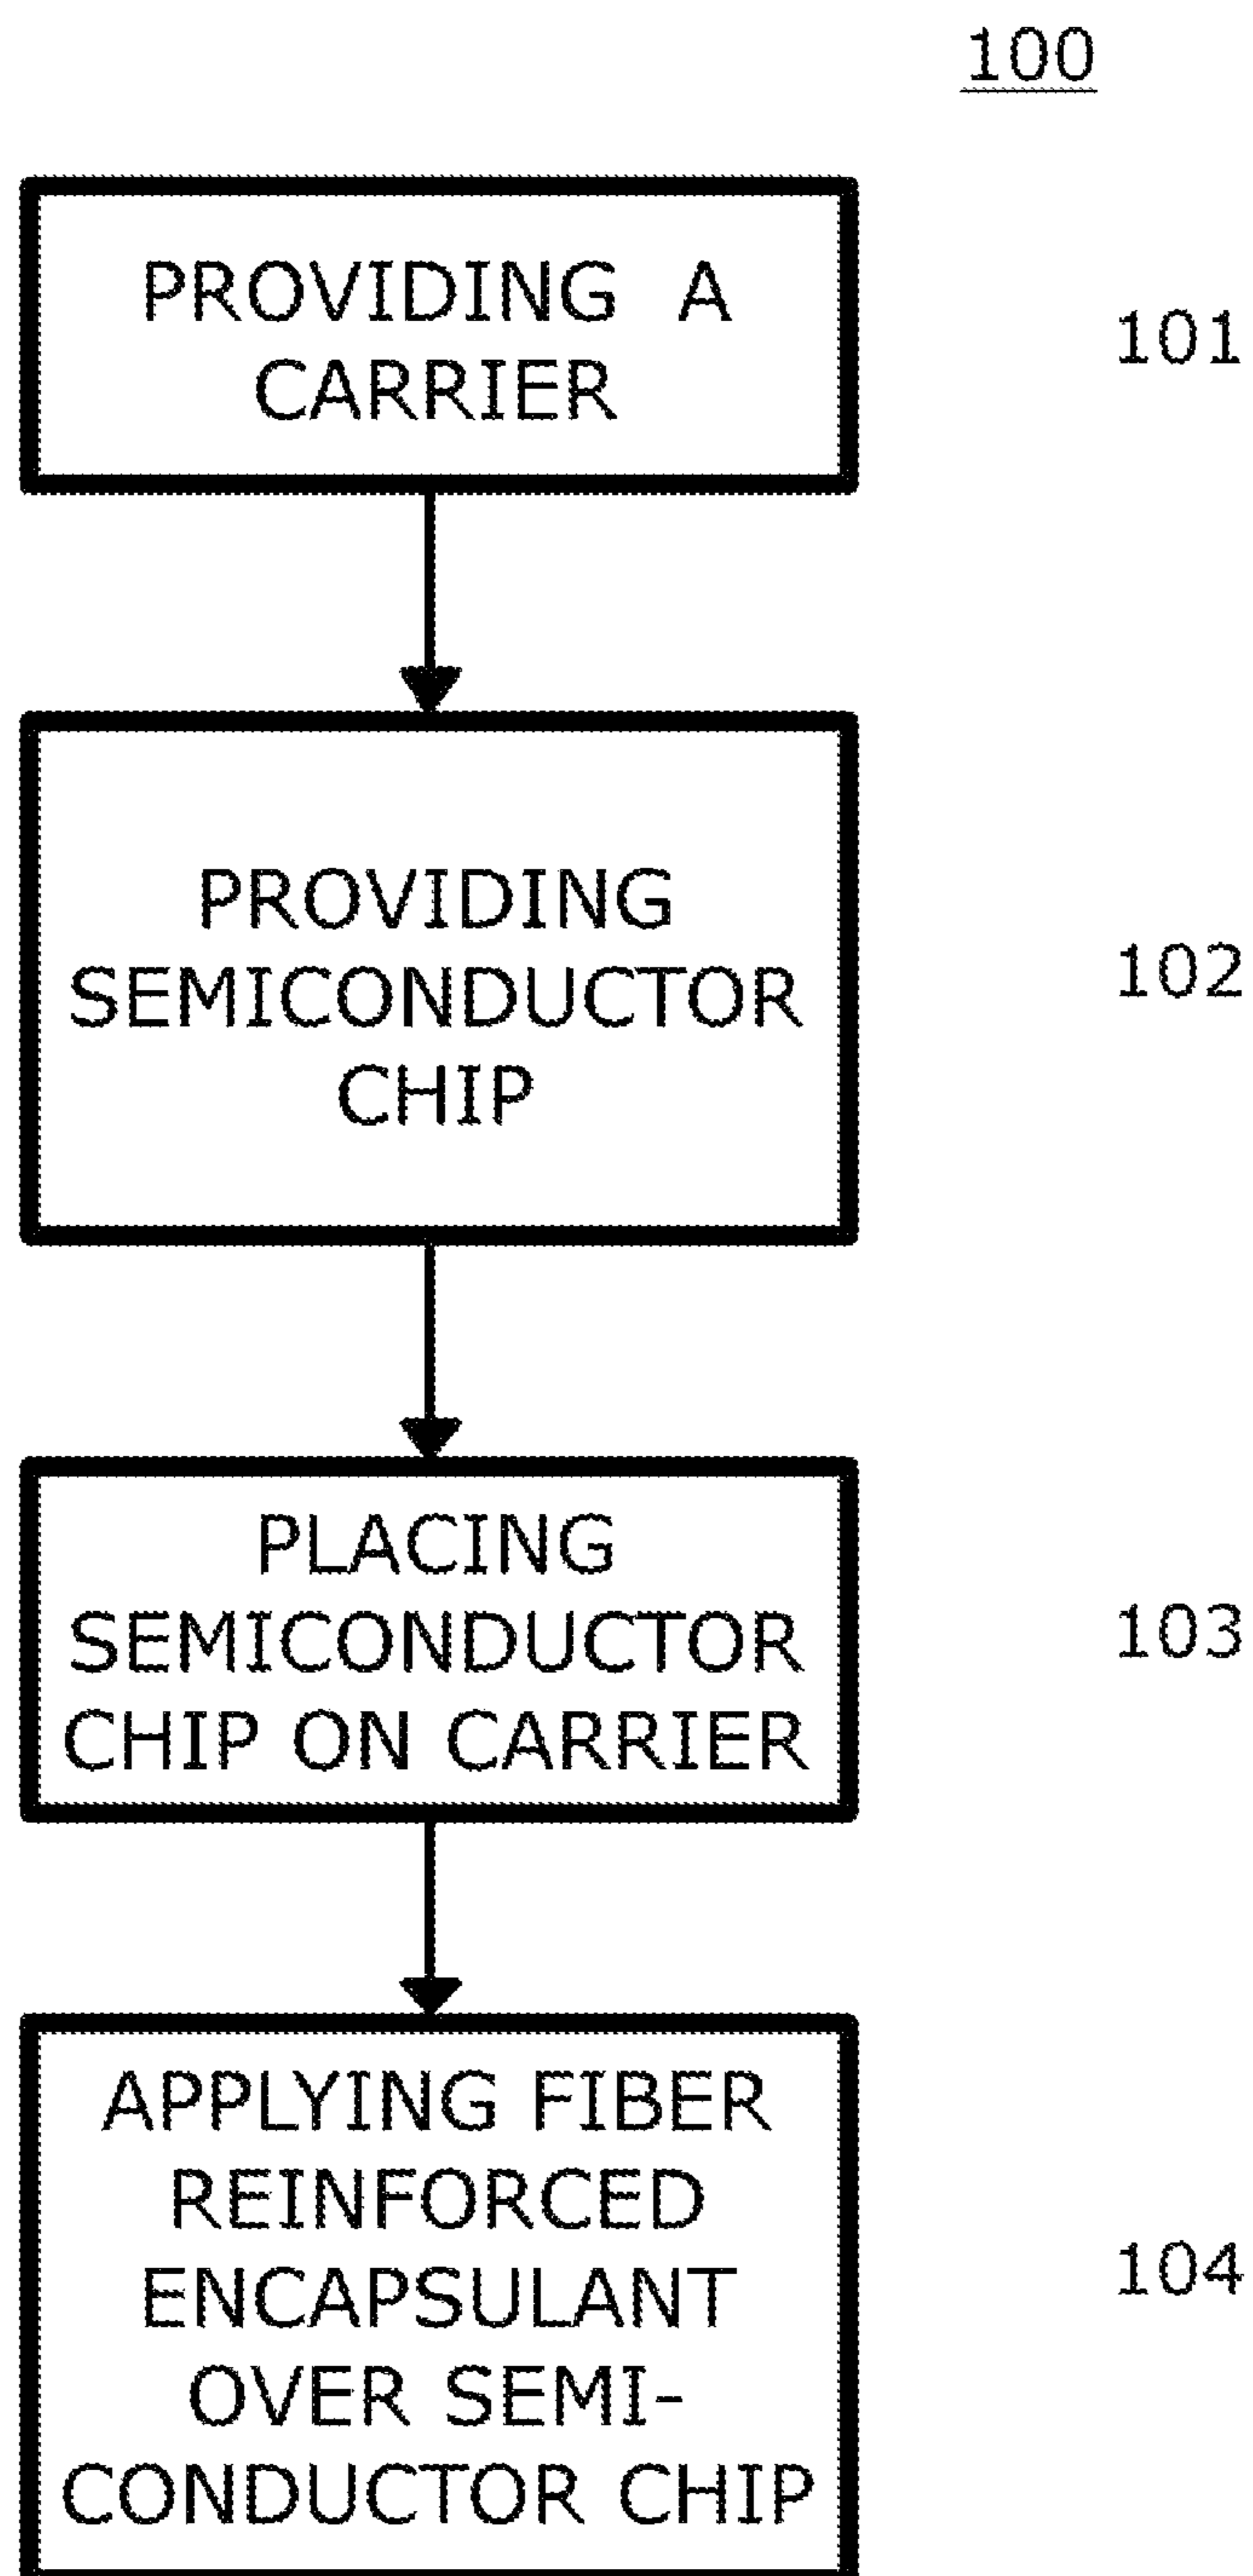 100
PROVIDING A
CARRIER
101
PROVIDING
SEMICONDUCTOR
CHIP
102
PLACING
SEMICONDUCTOR
CHIP ON CARRIER
103
APPLYING FIBER
REINFORCED
ENCAPSULANT
OVER SEMI-
CONDUCTOR CHIP
104